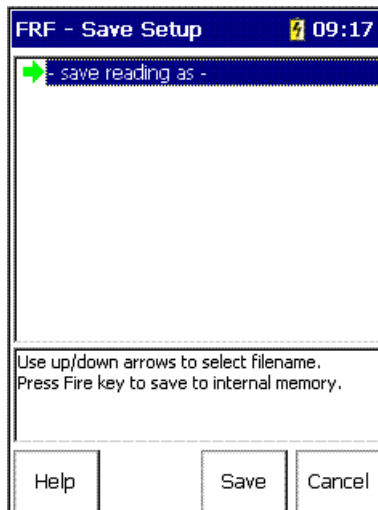 FRF - Save Setup 09:17
- save reading as -
Use up/down arrows to select filename.
Press Fire key to save to internal memory.
Help Save Cancel